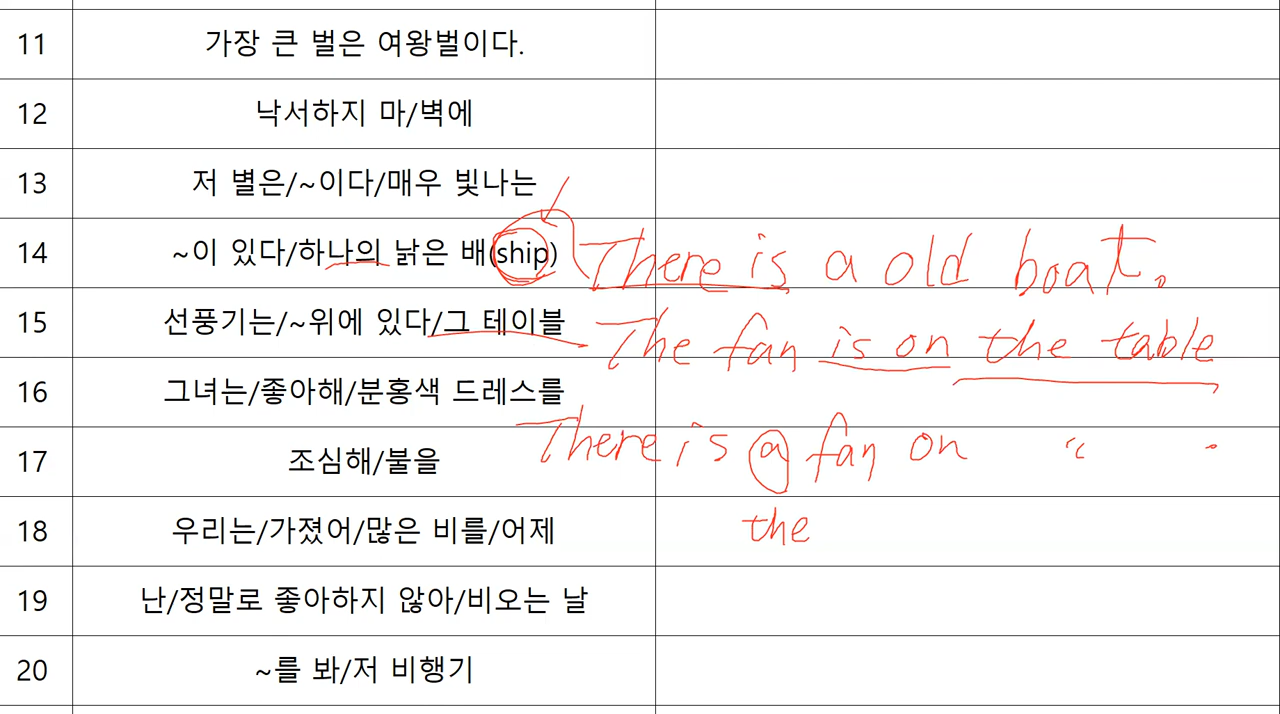 11 가장 큰 벌은 여왕벌이다.
12 낙서하지 마/벽에
13 저 별은/~이다/매우 빛나는
14 ~이 있다/하나의 낡은 배(ship) There is a old boat.
15 선풍기는/~위에 있다/그 테이블 The fan is on the table
16 그녀는/좋아해/분홍색 드레스를
There is a fan on “ .
17 조심해/불을
18 우리는/가졌어/많은 비를/어제 the
19 난/정말로 좋아하지 않아/비오는 날
20 ~를 봐/저 비행기